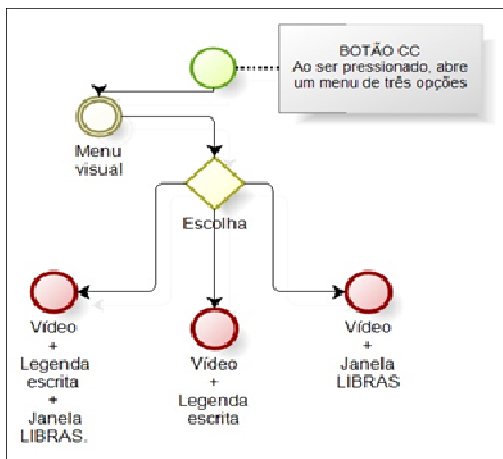 BOTÃO CC
Ao ser pressionado, abre
um menu de três opções
Menu
visual
Escolha
Vídeo
+
Legenda
escrita
+
Janela
LIBRAS.
Vídeo
+
Legenda
escrita
Vídeo
+
Janela
LIBRAS